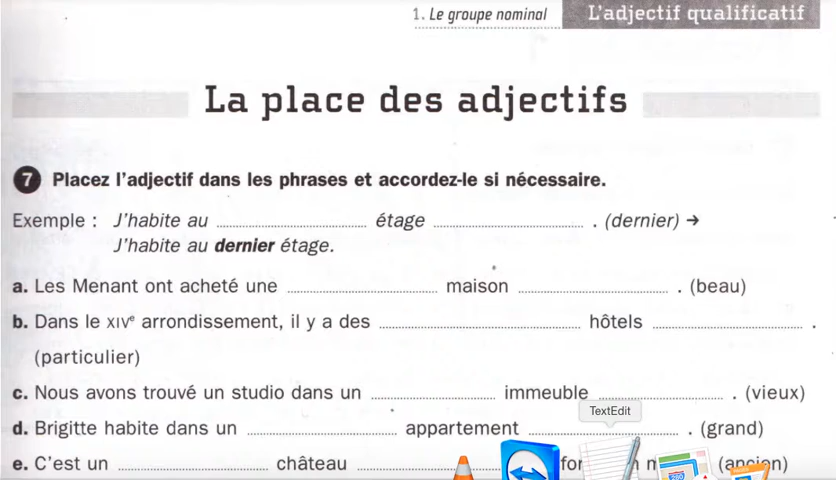 1. Le groupe nominal L'adjectif qualificatif
La place des adjectifs
7 Placez l'adjectif dans les phrases et accordez-le si nécessaire.
Exemple : J'habite au ........................ étage ........................ . (dernier) →
J'habite au dernier étage.
a. Les Menant ont acheté une ........................ maison ........................ . (beau)
b. Dans le XIVe arrondissement, il y a des ........................ hôtels ........................ .
(particulier)
c. Nous avons trouvé un studio dans un ........................ immeuble ........................ . (vieux)
TextEdit
d. Brigitte habite dans un ........................ appartement ........................ . (grand)
e. C'est un ........................ château ........................ (ancien)